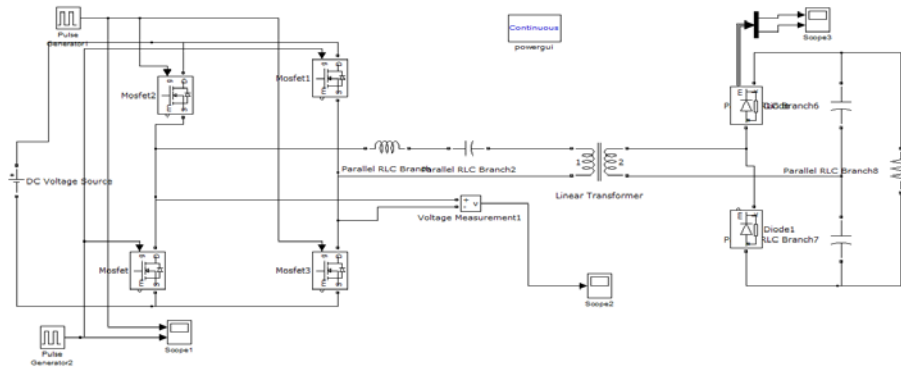 Pulse
Generator1
Continuous
powergui
Scope3
Mosfet1
Mosfet2
Branch6
DC Voltage Source
Parallel RLC Branch
Parallel RLC Branch2
1
2
Parallel RLC Branch8
Linear Transformer
+
-
v
Voltage Measurement1
Diode1
RLC Branch7
Mosfet
Mosfet3
Scope2
Scope1
Pulse
Generator2